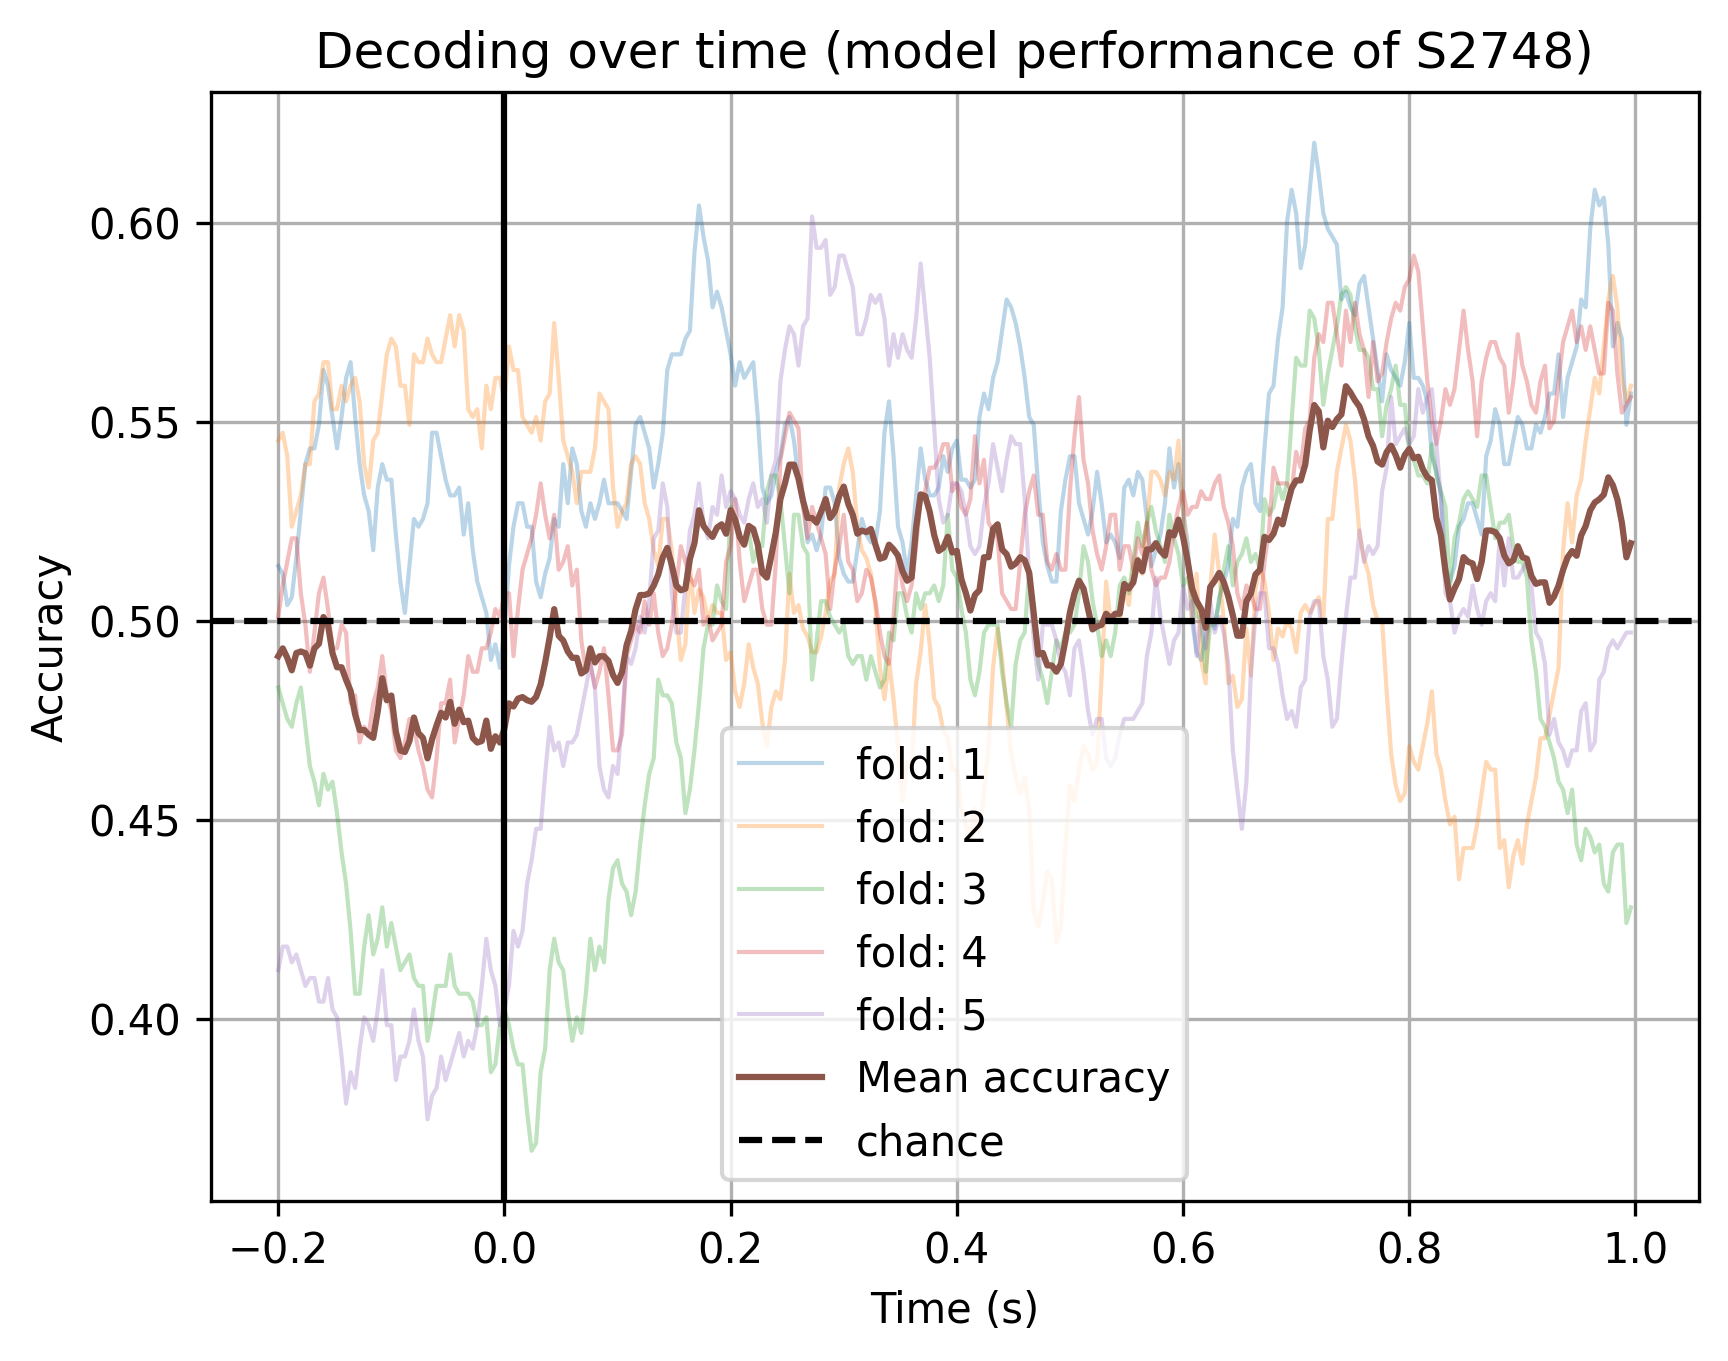 Decoding over time (model performance of S2748)
Accuracy
0.60
0.55
0.50
0.45
0.40
fold: 1
fold: 2
fold: 3
fold: 4
fold: 5
Mean accuracy
chance
−0.2 0.0 0.2 0.4 0.6 0.8 1.0
Time (s)